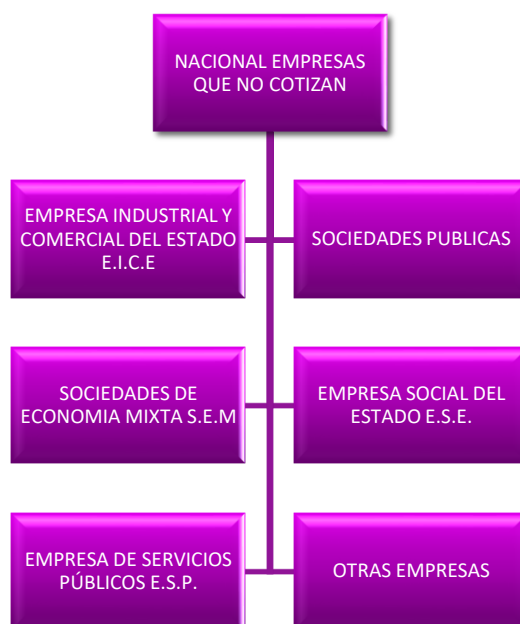 NACIONAL EMPRESAS
QUE NO COTIZAN
EMPRESA INDUSTRIAL Y
COMERCIAL DEL ESTADO
E.I.C.E
SOCIEDADES PUBLICAS
SOCIEDADES DE
ECONOMIA MIXTA S.E.M
EMPRESA SOCIAL DEL
ESTADO E.S.E.
EMPRESA DE SERVICIOS
PÚBLICOS E.S.P.
OTRAS EMPRESAS